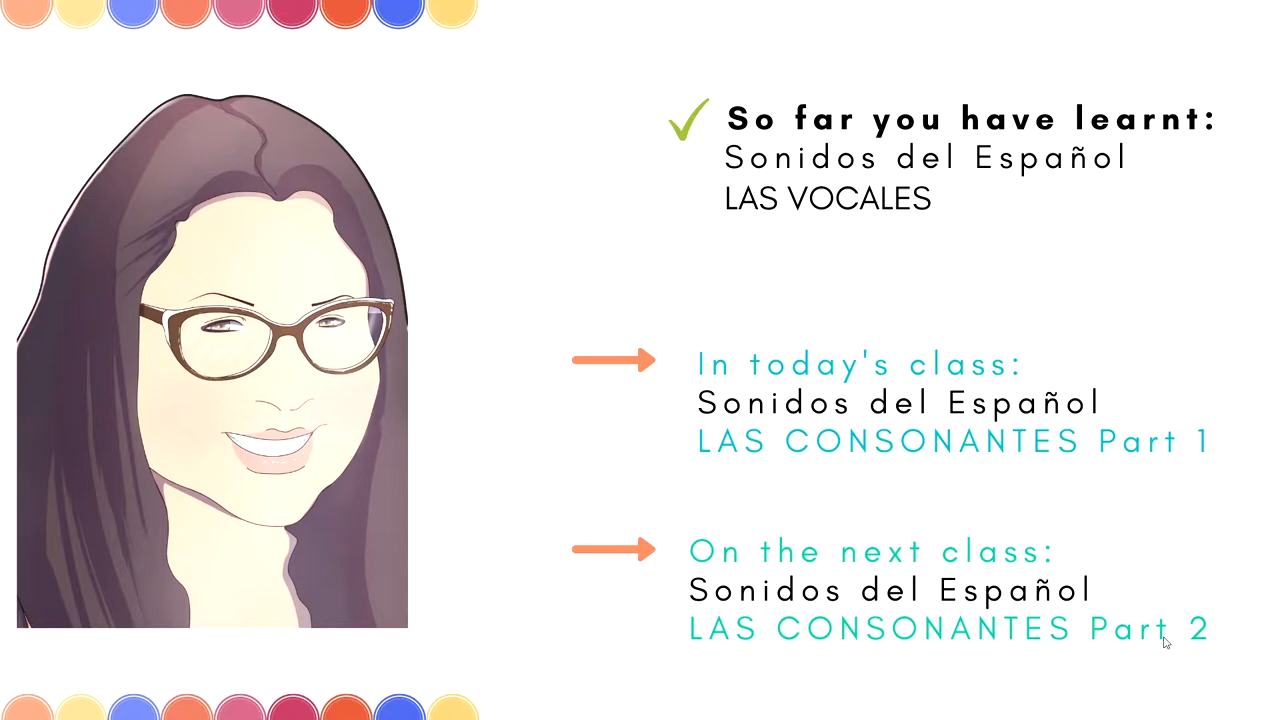 So far you have learnt:
Sonidos del Español
LAS VOCALES
In today's class:
Sonidos del Español
LAS CONSONANTES Part 1
On the next class:
Sonidos del Español
LAS CONSONANTES Part 2